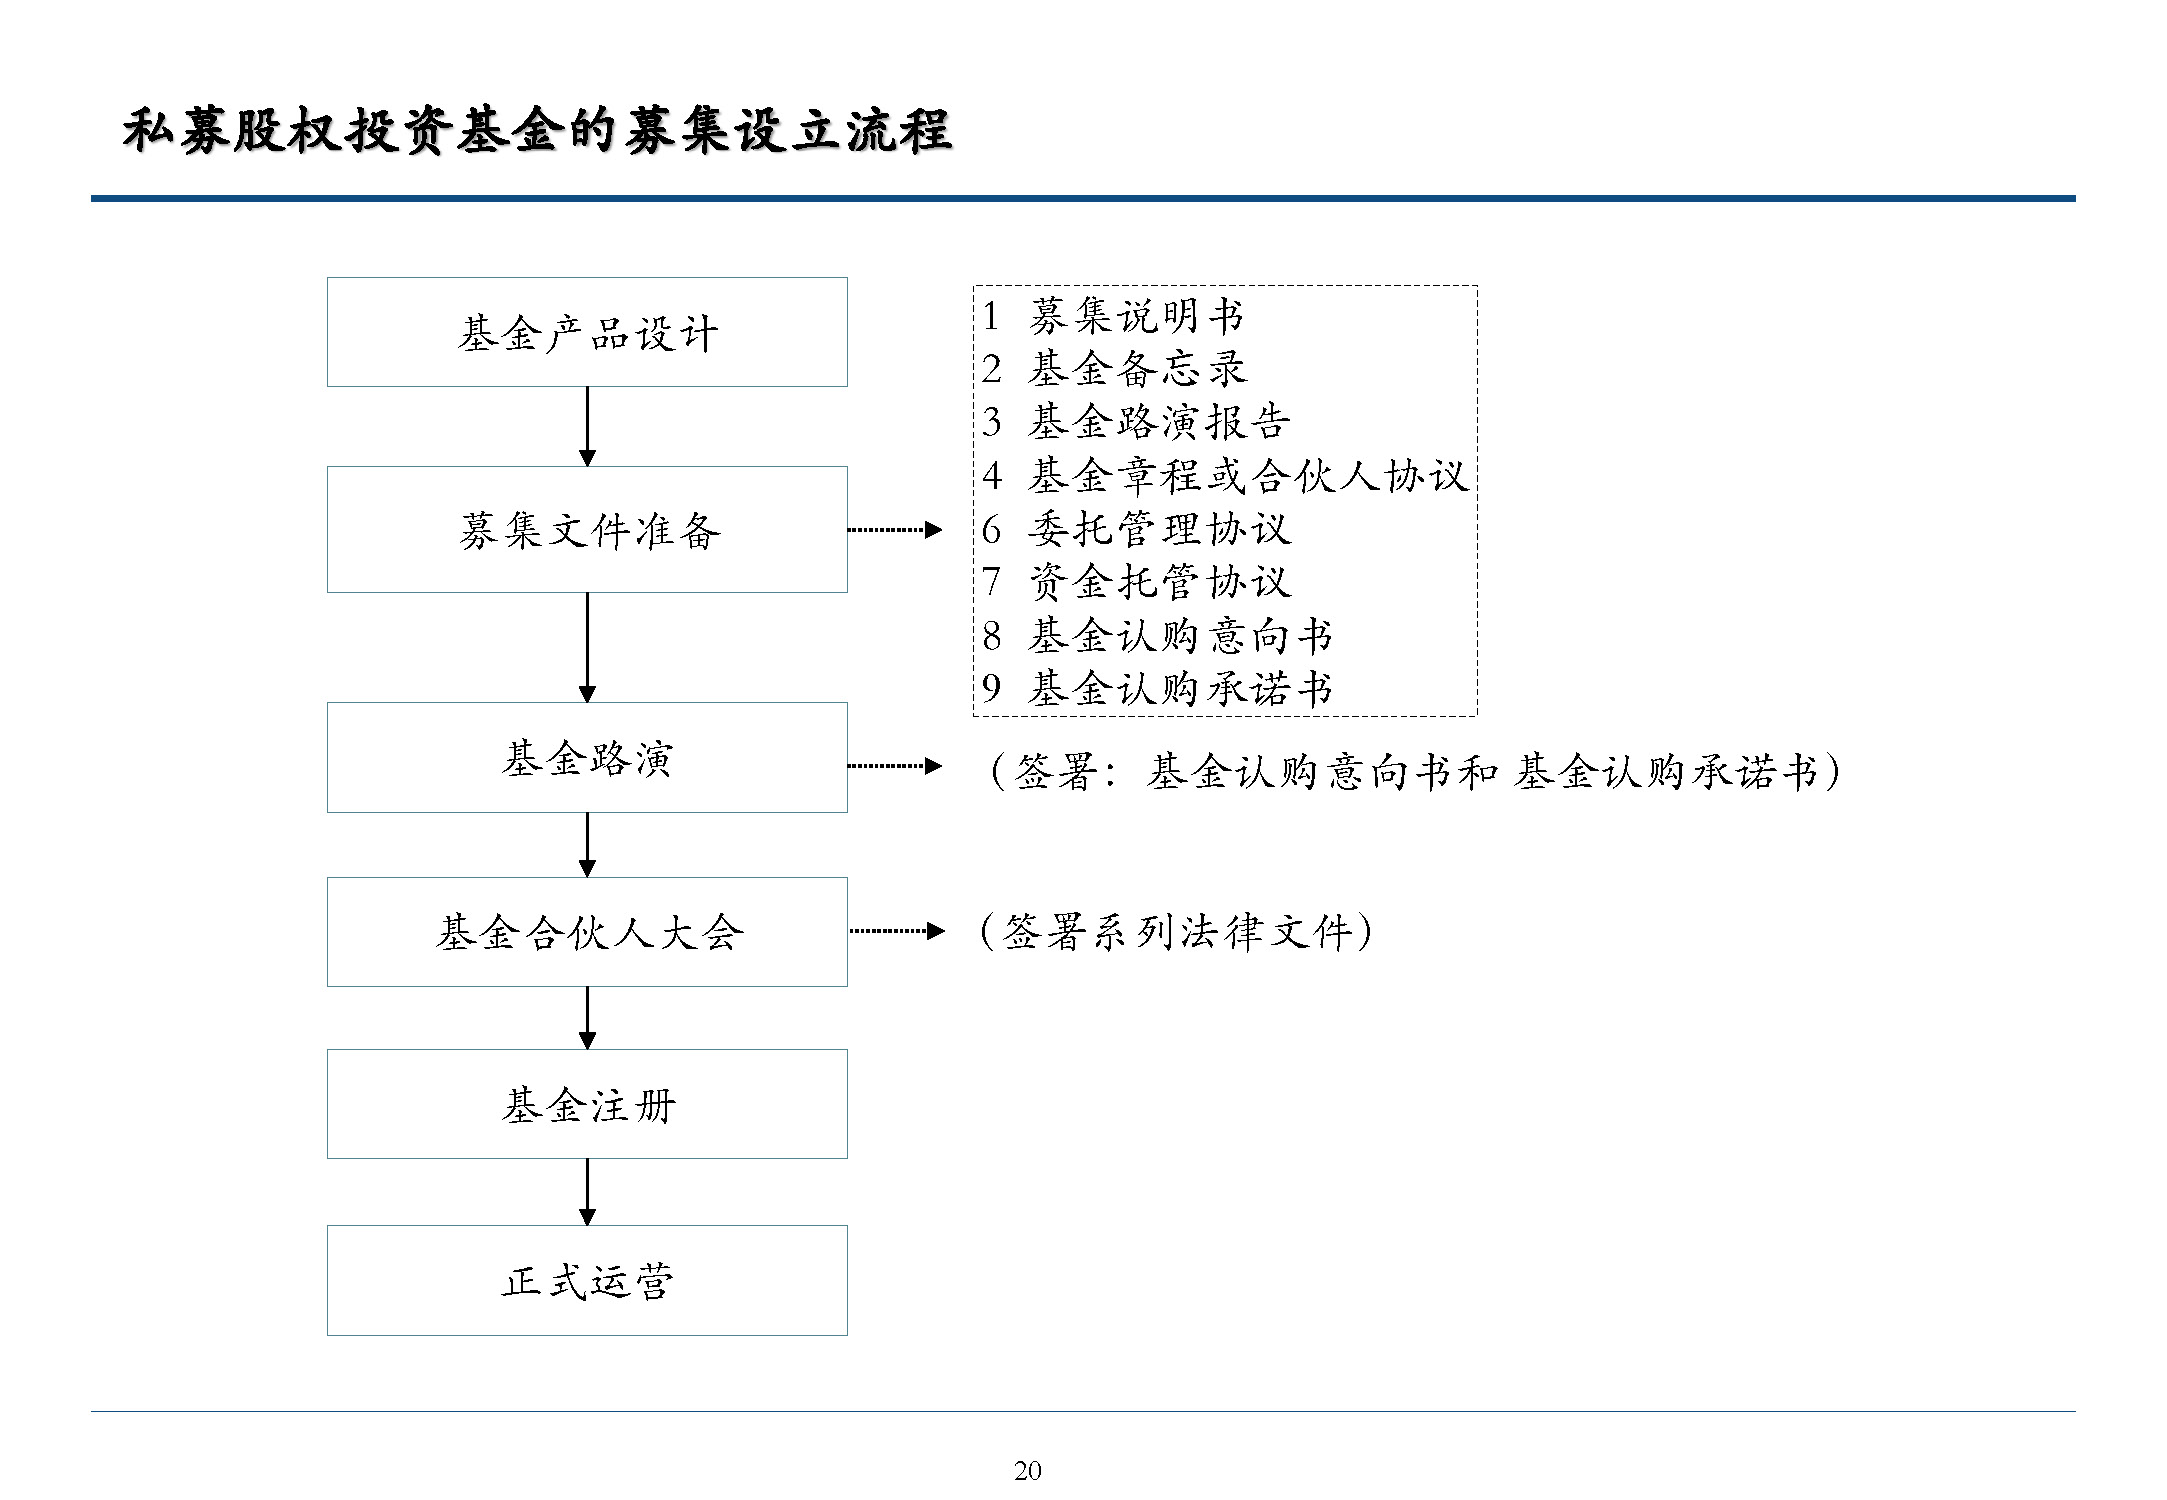 私募股权投资基金的募集设立流程
基金产品设计
募集文件准备
1 募集说明书
2 基金备忘录
3 基金路演报告
4 基金章程或合伙人协议
6 委托管理协议
7 资金托管协议
8 基金认购意向书
9 基金认购承诺书
基金路演
（签署：基金认购意向书和 基金认购承诺书）
基金合伙人大会
（签署系列法律文件）
基金注册
正式运营
20